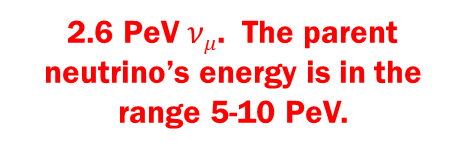 2.6 PeV νμ. The parent
neutrino’s energy is in the
range 5-10 PeV.